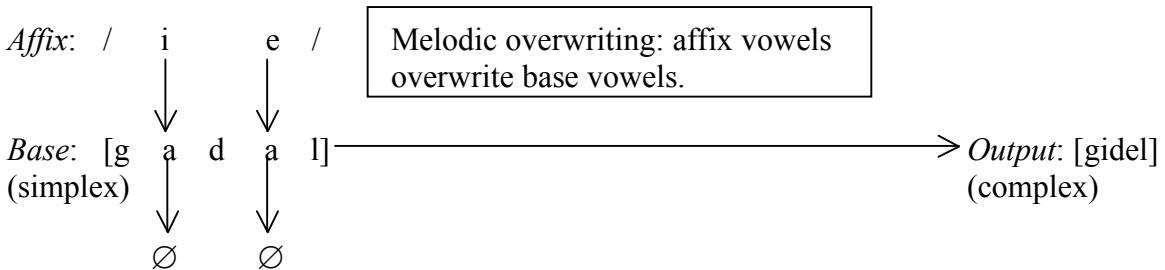 Affix: / i e / Melodic overwriting: affix vowels
overwrite base vowels.
Base: [g a d a l] Output: [gidel]
(simplex) (complex)
∅ ∅